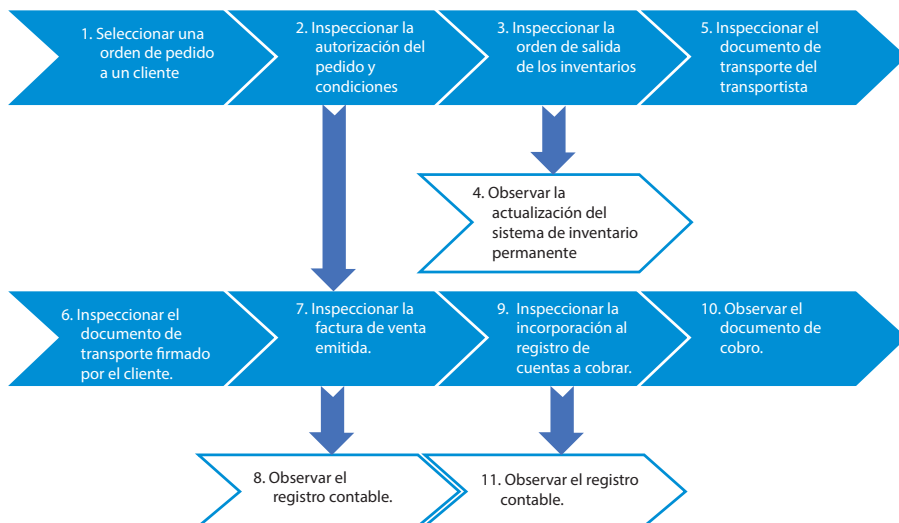 1. Seleccionar una
orden de pedido
a un cliente
2. Inspeccionar la
autorización del
pedido y
condiciones
3. Inspeccionar la
orden de salida
de los inventarios
5. Inspeccionar el
documento de
transporte del
transportista
4. Observar la
actualización del
sistema de inventario
permanente
6. Inspeccionar el
documento de
transporte firmado
por el cliente.
7. Inspeccionar la
factura de venta
emitida.
9. Inspeccionar la
incorporación al
registro de
cuentas a cobrar.
10. Observar el
documento de
cobro.
8. Observar el
registro contable.
11. Observar el registro
contable.